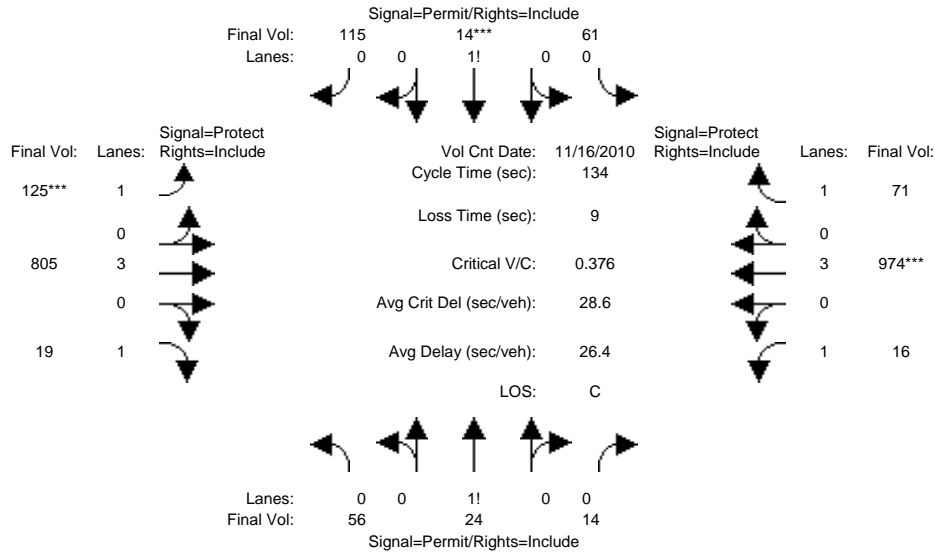 Signal=Permit/Rights=Include
Final Vol: 115 14*** 61
Lanes: 0 0 1! 0 0
Signal=Protect Signal=Protect
Final Vol: Lanes: Rights=Include Vol Cnt Date: 11/16/2010 Rights=Include Lanes: Final Vol:
Cycle Time (sec): 134
125*** 1 1 71
Loss Time (sec): 9
0 0
805 3 Critical V/C: 0.376 3 974***
0 Avg Crit Del (sec/veh): 28.6 0
19 1 Avg Delay (sec/veh): 26.4 1 16
LOS: C
Lanes: 0 0 1! 0 0
Final Vol: 56 24 14
Signal=Permit/Rights=Include